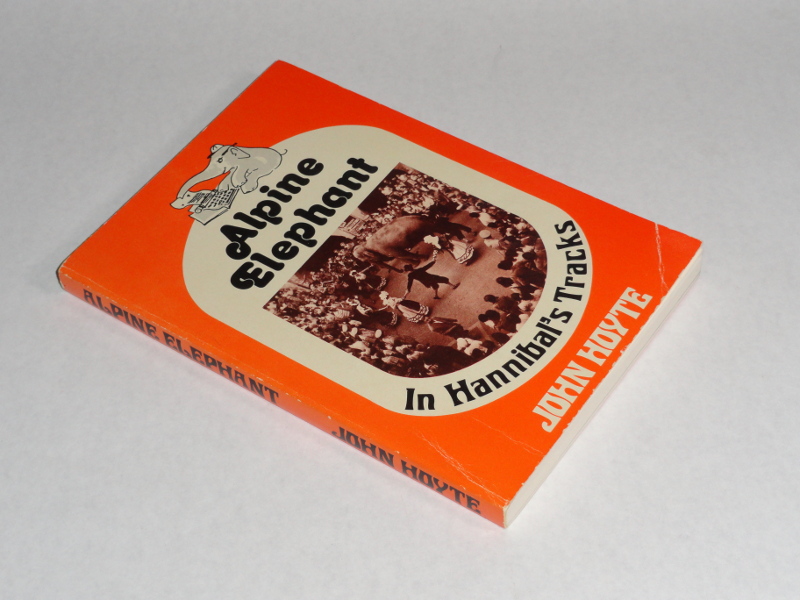 Alpine
Elephant
In Hannibal's Tracks
JOHN HOYTE
ALPINE ELEPHANT
JOHN HOYTE